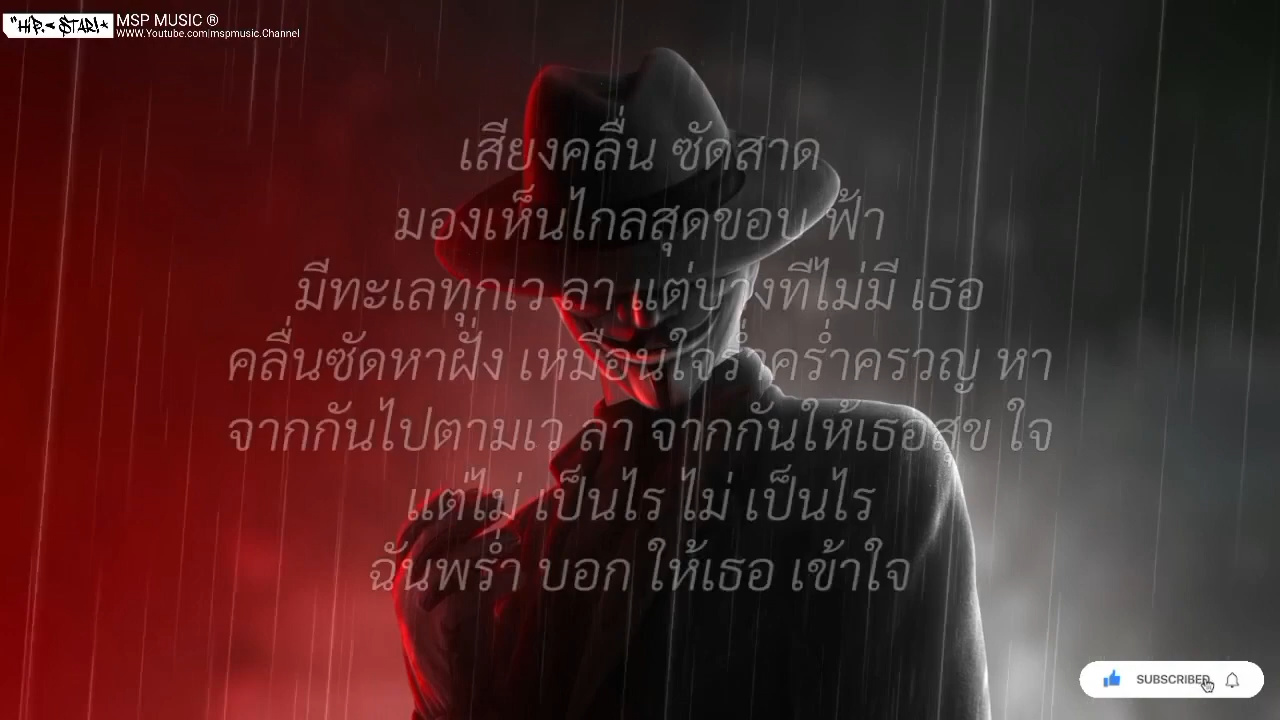 "HIP.< STAR!*
MSP MUSIC ®
WWW.Youtube.com|mspmusic.Channel
เสียงคลื่น ซัดสาด
มองเห็นไกลสุดขอบ ฟ้า
มีทะเลทุกเว ลา แต่บางทีไม่มี เธอ
คลื่นซัดหาฝั่ง เหมือนใจร่ำ คร่ำครวญ หา
จากกันไปตามเว ลา จากกันให้เธอสุข ใจ
แต่ไม่ เป็นไร ไม่ เป็นไร
ฉันพร่ำ บอก ให้เธอ เข้าใจ
SUBSCRIBED